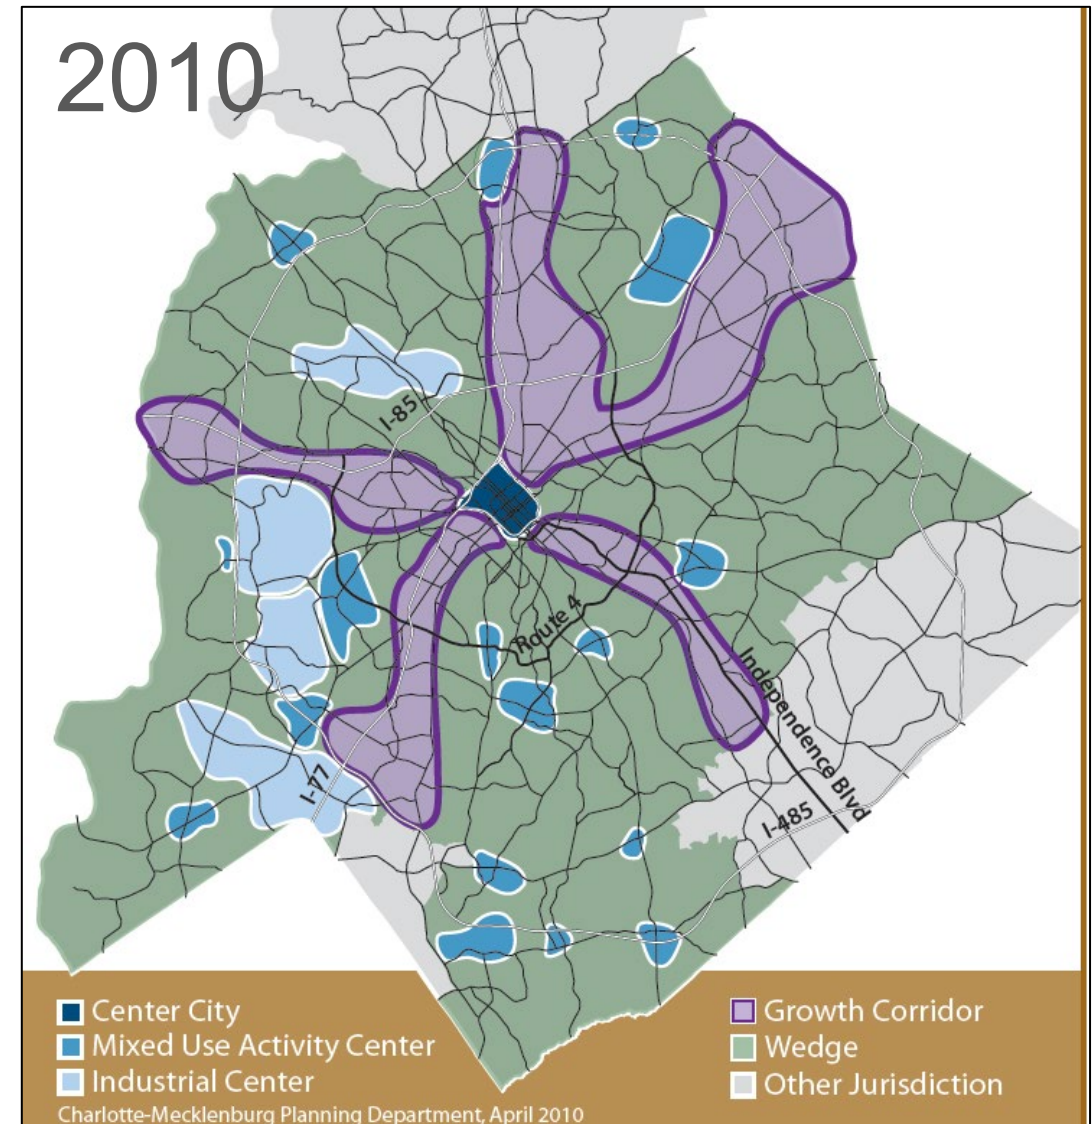 2010
I-85
Route 4
Independence Blvd
I-77
I-485
Center City
Mixed Use Activity Center
Industrial Center
Growth Corridor
Wedge
Other Jurisdiction
Charlotte-Mecklenburg Planning Department, April 2010